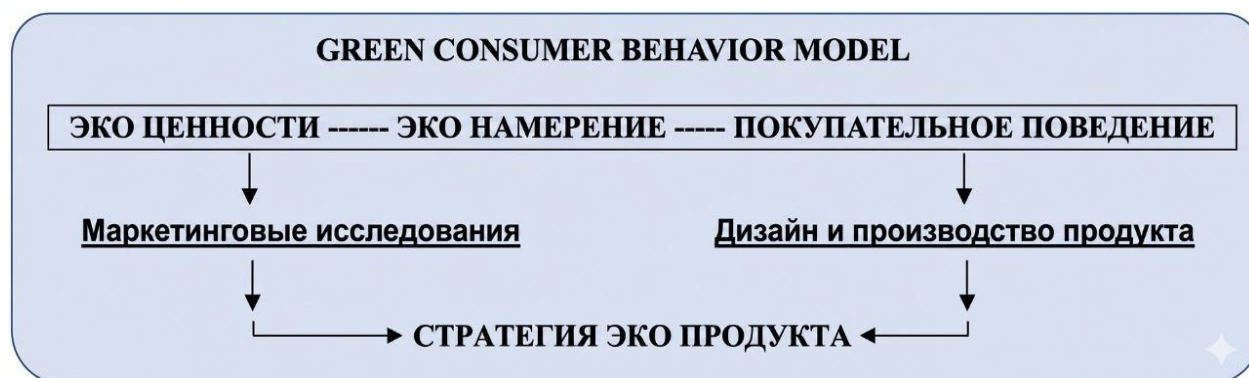 GREEN CONSUMER BEHAVIOR MODEL
ЭКО ЦЕННОСТИ ------ ЭКО НАМЕРЕНИЕ ----- ПОКУПАТЕЛЬНОЕ ПОВЕДЕНИЕ
Маркетинговые исследования
Дизайн и производство продукта
СТРАТЕГИЯ ЭКО ПРОДУКТА